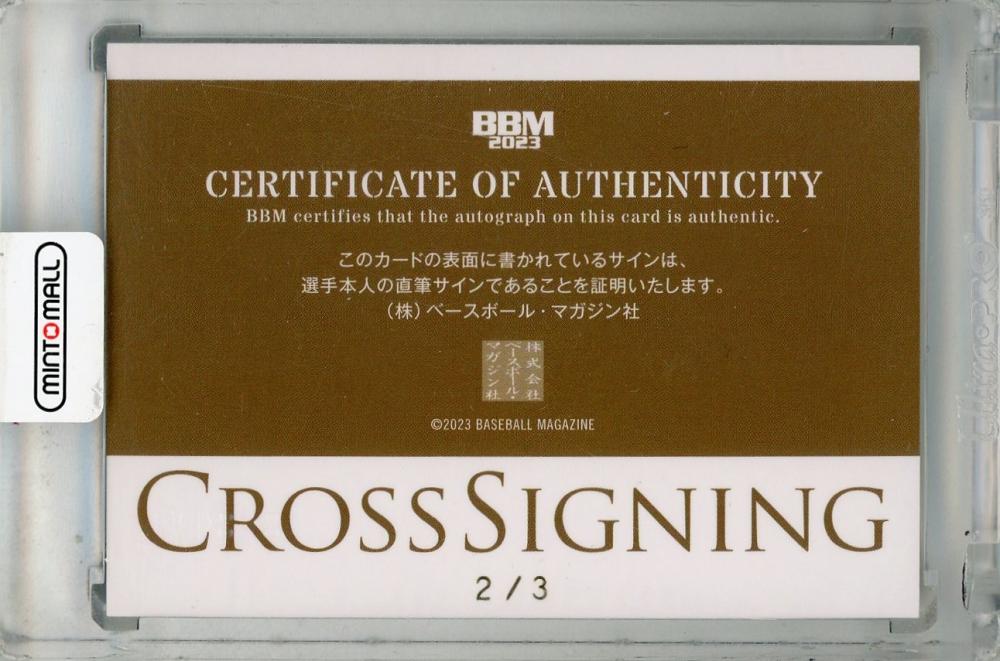 BBM
2023
CERTIFICATE OF AUTHENTICITY
BBM certifies that the autograph on this card is authentic.
このカードの表面に書かれているサインは、
選手本人の直筆サインであることを証明いたします。
(株)ベースボール・マガジン社
株式会社
ベースボール・
マガジン社
©2023 BASEBALL MAGAZINE
CROSSSIGNING
2/3
MINTOMALL